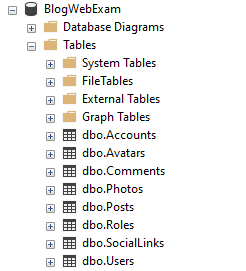 BlogWebExam
Database Diagrams
Tables
System Tables
FileTables
External Tables
Graph Tables
dbo.Accounts
dbo.Avatars
dbo.Comments
dbo.Photos
dbo.Posts
dbo.Roles
dbo.SocialLinks
dbo.Users